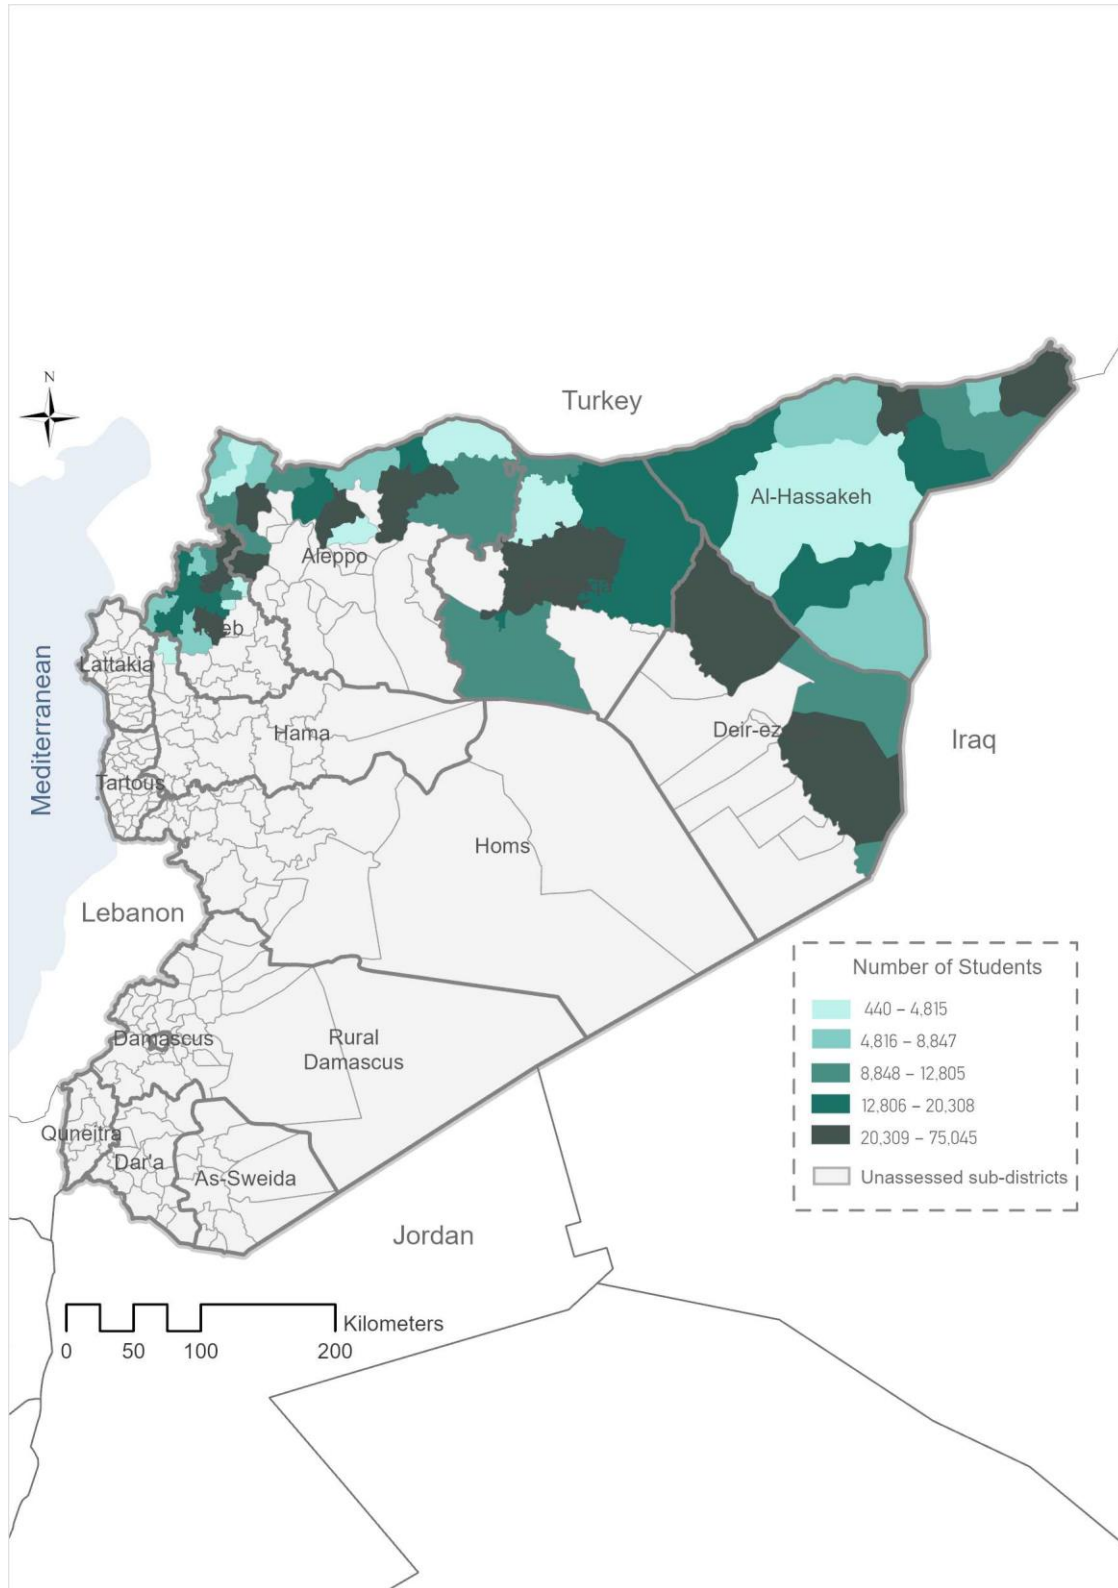 N
Turkey
Al-Hassakeh
Aleppo
eb
Lattakia
Mediterranean
Hama
Deir-ez
Iraq
Tartous
Homs
Lebanon
Damascus
Rural
Damascus
Quneitra
Dar'a
As-Sweida
Jordan
Number of Students
440 – 4,815
4,816 – 8,847
8,848 – 12,805
12,806 – 20,308
20,309 – 75,045
Unassessed sub-districts
Kilometers
0 50 100 200